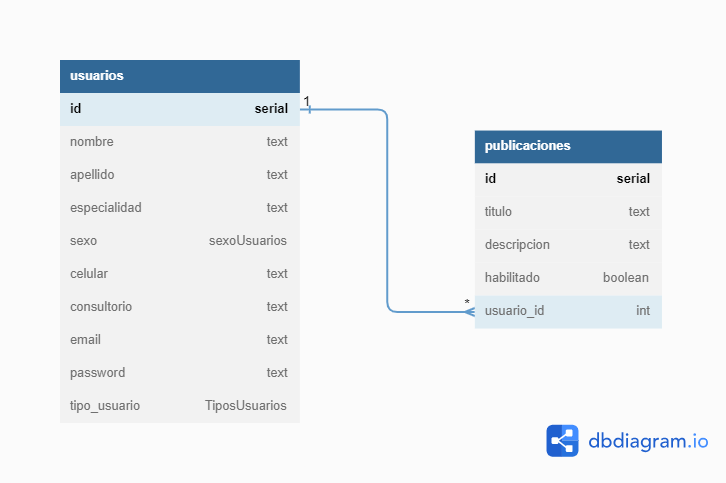 usuarios
id serial
nombre text
apellido text
especialidad text
sexo sexoUsuarios
celular text
consultorio text
email text
password text
tipo_usuario TiposUsuarios
1
*
publicaciones
id serial
titulo text
descripcion text
habilitado boolean
usuario_id int
dbdiagram.io